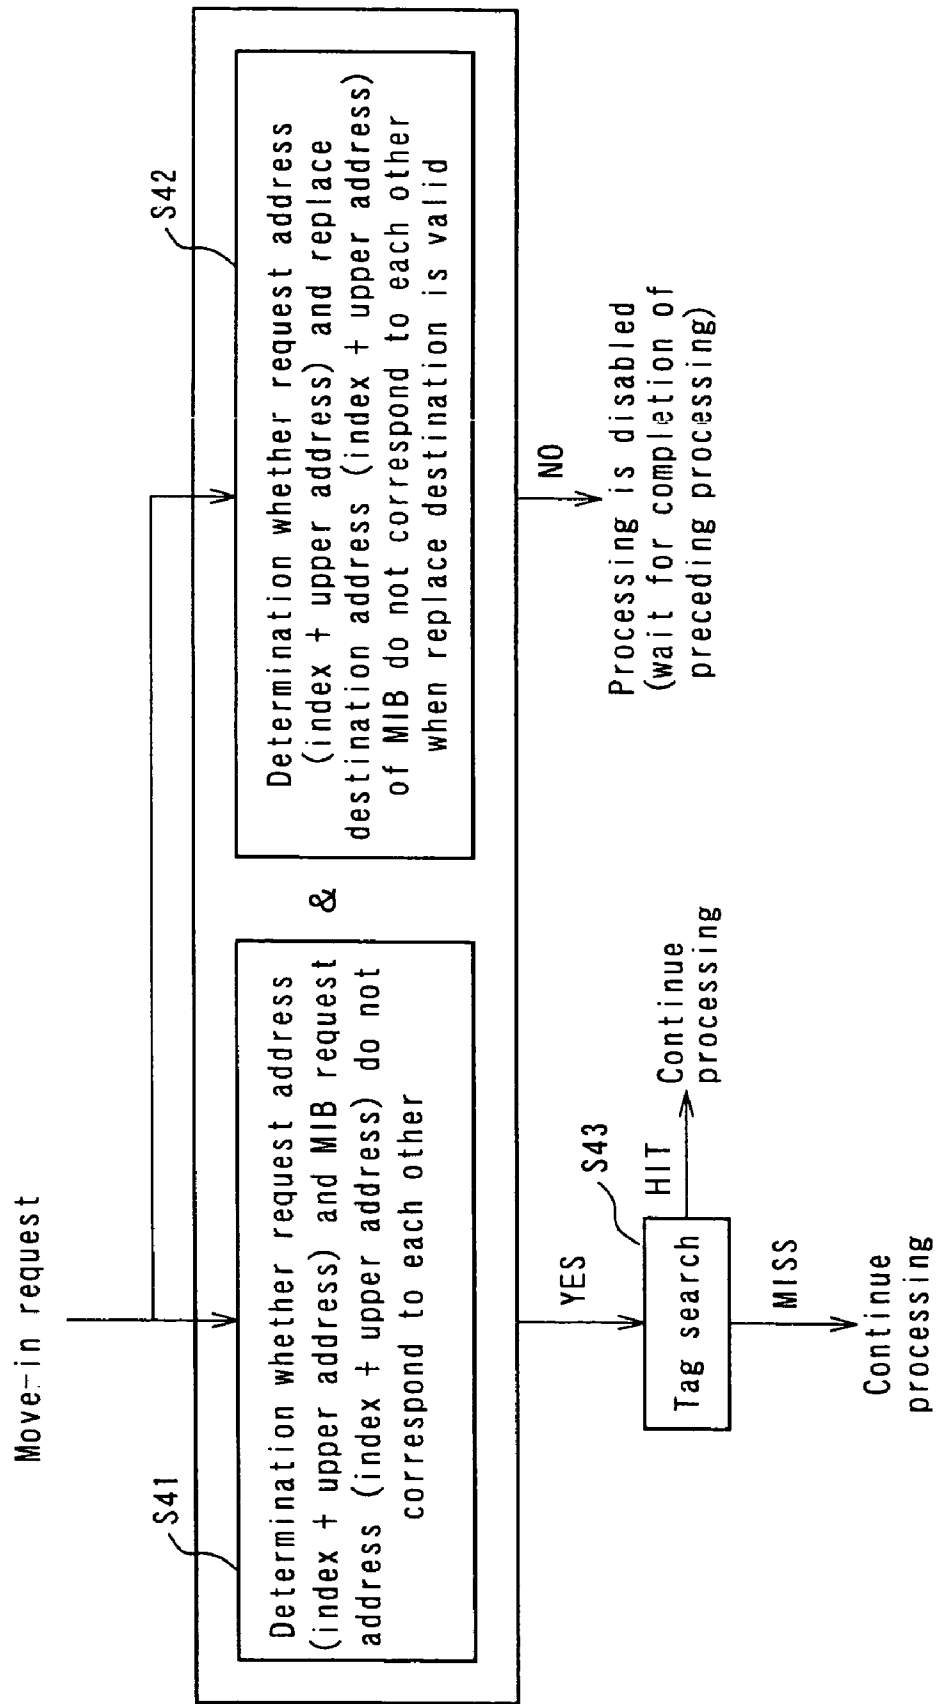 Move-in request
S41
Determination whether request address
(index + upper address) and MIB request
address (index + upper address) do not
correspond to each other
&
S42
Determination whether request address
(index + upper address) and replace
destination address (index + upper address)
of MIB do not correspond to each other
when replace destination is valid
YES
S43
Tag search
HIT
Continue
processing
MISS
Continue
processing
NO
Processing is disabled
(wait for completion of
preceding processing)